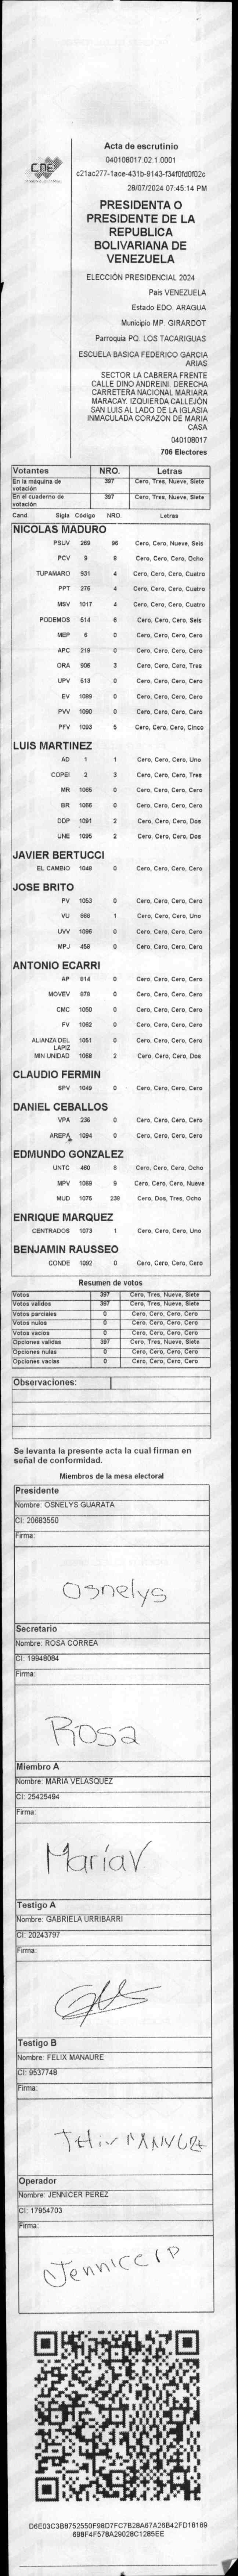 CNE
Acta de escrutinio
040108017.02.1.0001
c21ac277-1ace-431b-9143-f34f0fd0f02c
28/07/2024 07:45:14 PM
PRESIDENTA O
PRESIDENTE DE LA
REPUBLICA
BOLIVARIANA DE
VENEZUELA
ELECCIÓN PRESIDENCIAL 2024
Pais VENEZUELA
Estado EDO. ARAGUA
Municipio MP. GIRARDOT
Parroquia PQ. LOS TACARIGUAS
ESCUELA BASICA FEDERICO GARCIA
ARIAS
SECTOR LA CABRERA FRENTE
CALLE DINO ANDREINI. DERECHA
CARRETERA NACIONAL MARIARA
MARACAY. IZQUIERDA CALLEJÓN
SAN LUIS AL LADO DE LA IGLASIA
INMACULADA CORAZON DE MARIA
CASA
040108017
706 Electores
Votantes NRO. Letras
En la máquina de votación 397 Cero, Tres, Nueve, Siete
En el cuaderno de votación 397 Cero, Tres, Nueve, Siete
Cand. Sigla Código NRO. Letras
NICOLAS MADURO
PSUV 269 96 Cero, Cero, Nueve, Seis
PCV 9 8 Cero, Cero, Cero, Ocho
TUPAMARO 931 4 Cero, Cero, Cero, Cuatro
PPT 276 4 Cero, Cero, Cero, Cuatro
MSV 1017 4 Cero, Cero, Cero, Cuatro
PODEMOS 514 6 Cero, Cero, Cero, Seis
MEP 6 0 Cero, Cero, Cero, Cero
APC 219 0 Cero, Cero, Cero, Cero
ORA 906 3 Cero, Cero, Cero, Tres
UPV 513 0 Cero, Cero, Cero, Cero
EV 1089 0 Cero, Cero, Cero, Cero
PVV 1090 0 Cero, Cero, Cero, Cero
PFV 1093 5 Cero, Cero, Cero, Cinco
LUIS MARTINEZ
AD 1 1 Cero, Cero, Cero, Uno
COPEI 2 3 Cero, Cero, Cero, Tres
MR 1065 0 Cero, Cero, Cero, Cero
BR 1066 0 Cero, Cero, Cero, Cero
DDP 1091 2 Cero, Cero, Cero, Dos
UNE 1095 2 Cero, Cero, Cero, Dos
JAVIER BERTUCCI
EL CAMBIO 1048 0 Cero, Cero, Cero, Cero
JOSE BRITO
PV 1053 0 Cero, Cero, Cero, Cero
VU 888 1 Cero, Cero, Cero, Uno
UVV 1096 0 Cero, Cero, Cero, Cero
MPJ 458 0 Cero, Cero, Cero, Cero
ANTONIO ECARRI
AP 814 0 Cero, Cero, Cero, Cero
MOVEV 878 0 Cero, Cero, Cero, Cero
CMC 1050 0 Cero, Cero, Cero, Cero
FV 1062 0 Cero, Cero, Cero, Cero
ALIANZA DEL LAPIZ 1051 0 Cero, Cero, Cero, Cero
MIN UNIDAD 1068 2 Cero, Cero, Cero, Dos
CLAUDIO FERMIN
SPV 1049 0 Cero, Cero, Cero, Cero
DANIEL CEBALLOS
VPA 236 0 Cero, Cero, Cero, Cero
AREPA 1094 0 Cero, Cero, Cero, Cero
EDMUNDO GONZALEZ
UNTC 460 8 Cero, Cero, Cero, Ocho
MPV 1069 9 Cero, Cero, Cero, Nueve
MUD 1075 238 Cero, Dos, Tres, Ocho
ENRIQUE MARQUEZ
CENTRADOS 1073 1 Cero, Cero, Cero, Uno
BENJAMIN RAUSSEO
CONDE 1092 0 Cero, Cero, Cero, Cero
Resumen de votos
Votos 397 Cero, Tres, Nueve, Siete
Votos validos 397 Cero, Tres, Nueve, Siete
Votos parciales 0 Cero, Cero, Cero, Cero
Votos nulos 0 Cero, Cero, Cero, Cero
Votos vacios 0 Cero, Cero, Cero, Cero
Opciones validas 397 Cero, Tres, Nueve, Siete
Opciones nulas 0 Cero, Cero, Cero, Cero
Opciones vacias 0 Cero, Cero, Cero, Cero
Observaciones:
Se levanta la presente acta la cual firman en
señal de conformidad.
Miembros de la mesa electoral
Presidente
Nombre: OSNELYS GUARATA
CI: 20683550
Firma:
Osnelys
Secretario
Nombre: ROSA CORREA
CI: 19948084
Firma:
Rosa
Miembro A
Nombre: MARIA VELASQUEZ
CI: 25425494
Firma:
María V
Testigo A
Nombre: GABRIELA URRIBARRI
CI: 20243797
Firma:
Testigo B
Nombre: FELIX MANAURE
CI: 9537748
Firma:
Operador
Nombre: JENNICER PEREZ
CI: 17954703
Firma:
Jennicer P
D6E03C3B8752550F98D7FC7B28A67A26B42FD18189
698F4F578A29028C1285EE